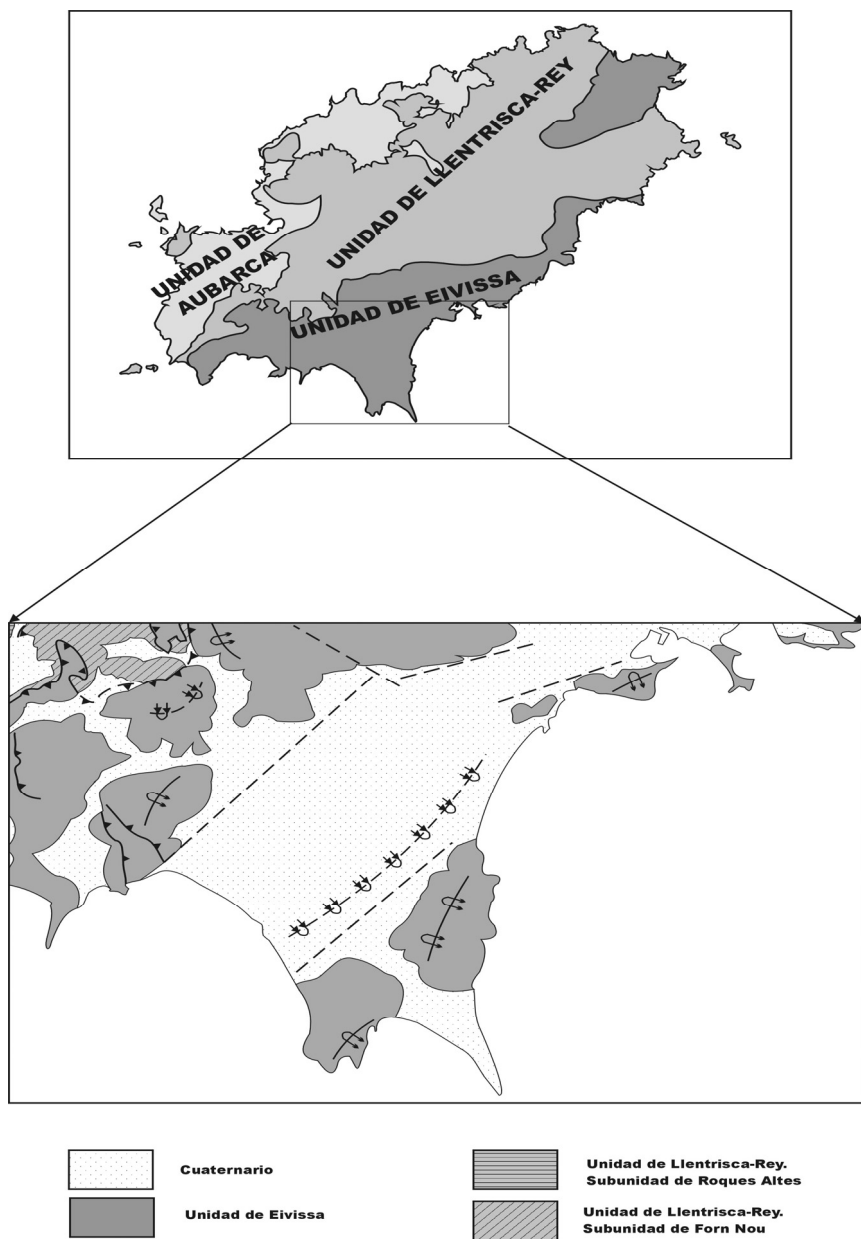 UNIDAD DE
AUBARCA
UNIDAD DE LLENTRISCA-REY
UNIDAD DE EIVISSA
Cuaternario
Unidad de Eivissa
Unidad de Llentrisca-Rey.
Subunidad de Roques Altes
Unidad de Llentrisca-Rey.
Subunidad de Forn Nou